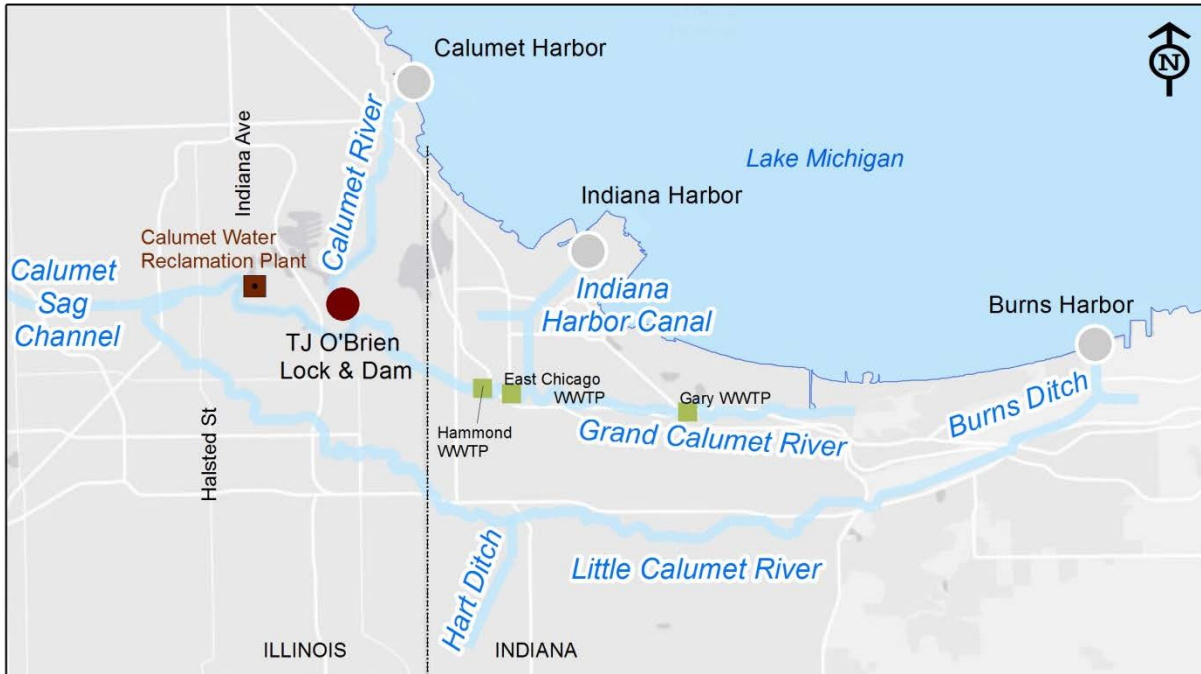 Calumet Harbor
N
Indiana Ave
Calumet River
Lake Michigan
Indiana Harbor
Calumet Water
Reclamation Plant
Calumet
Sag
Channel
Indiana
Harbor Canal
Burns Harbor
TJ O'Brien
Lock & Dam
East Chicago
WWTP
Gary WWTP
Burns Ditch
Hammond
WWTP
Grand Calumet River
Halsted St
Hart Ditch
Little Calumet River
ILLINOIS
INDIANA